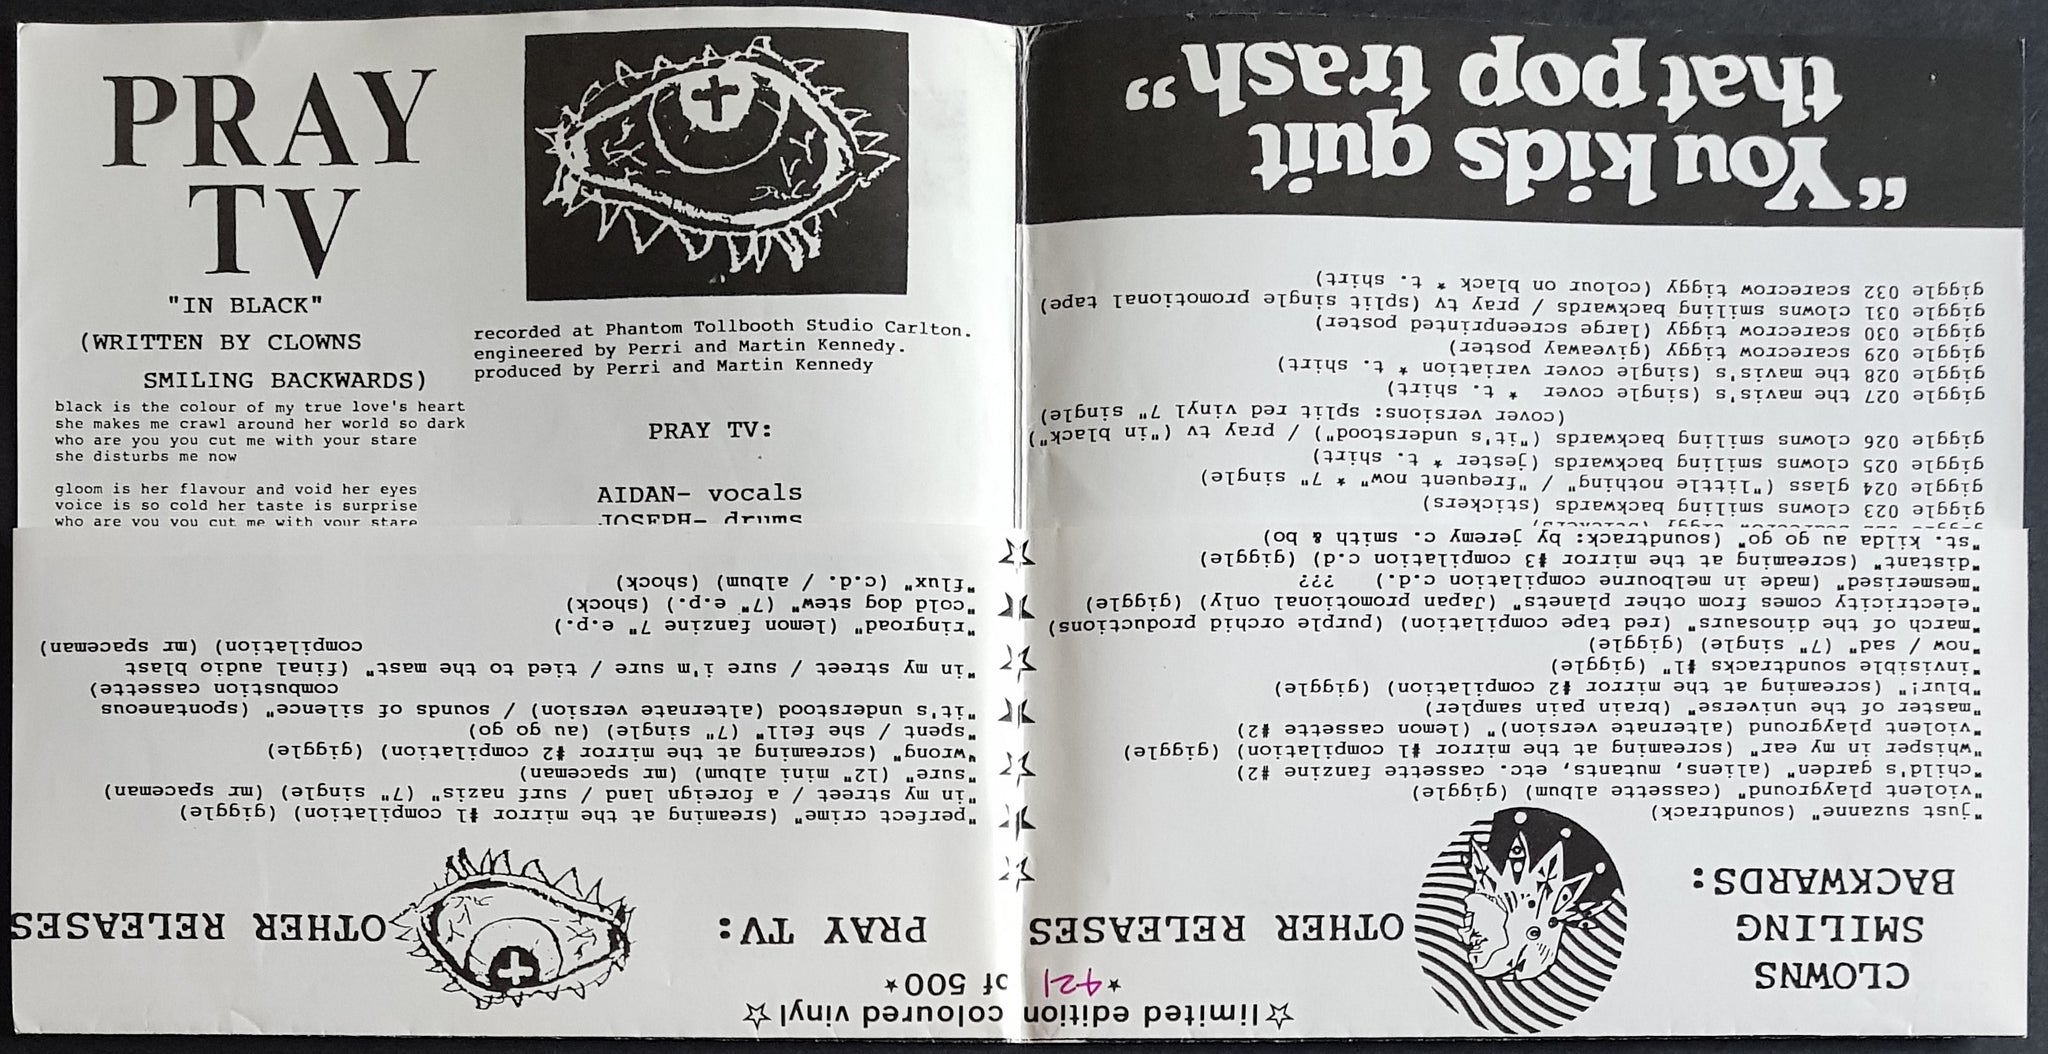 PRAY
TV
"IN BLACK"
(WRITTEN BY CLOWNS
SMILING BACKWARDS)
black is the colour of my true love's heart
she makes me crawl around her world so dark
who are you you cut me with your stare
she disturbs me now
gloom is her flavour and void her eyes
voice is so cold her taste is surprise
who are you you cut me with your stare
recorded at Phantom Tollbooth Studio Carlton.
engineered by Perri and Martin Kennedy.
produced by Perri and Martin Kennedy
PRAY TV:
AIDAN- vocals
JOSEPH- drums
☆limited edition coloured vinyl☆
*421 of 500*
CLOWNS
SMILING
BACKWARDS:
OTHER RELEASES
"just suzanne" (soundtrack)
"violent playground" (cassette album) (giggle)
"child's garden" (aliens, mutants, etc. cassette fanzine #2)
"whisper in my ear" (screaming at the mirror #1 compilation) (giggle)
"violent playground (alternate version)" (lemon cassette #2)
"master of the universe" (brain pain sampler)
"blur!" (screaming at the mirror #2 compilation) (giggle)
"invisible soundtracks #1" (giggle)
"now / sad" (7" single) (giggle)
"march of the dinosaurs" (red tape compilation) (purple orchid productions)
"electricity comes from other planets" (Japan promotional only) (giggle)
"mesmerised" (made in melbourne compilation c.d.) ???
"distant" (screaming at the mirror #3 compilation c.d.) (giggle)
"st. kilda au go go" (soundtrack: by jeremy c. smith & bo)
PRAY TV:
OTHER RELEASES
"perfect crime" (sreaming at the mirror #1 compilation) (giggle)
"in my street / a foreign land / surf nazis" (7" single) (mr spaceman)
"sure" (12" mini album) (mr spaceman)
"wrong" (screaming at the mirror #2 compilation) (giggle)
"spent / she fell" (7" single) (au go go)
"it's understood (alternate version) / sounds of silence" (spontaneous
combustion cassette)
"in my street / sure i'm sure / tied to the mast" (final audio blast
compilation) (mr spaceman)
"ringroad" (lemon fanzine 7" e.p.)
"cold dog stew" (7" e.p.) (shock)
"flux" (c.d. / album) (shock)
giggle 023 clowns smiling backwards (stickers)
giggle 024 glass ("little nothing" / "frequent now" * 7" single)
giggle 025 clowns smiling backwards (jester * t. shirt)
giggle 026 clowns smiling backwards ("it's understood") / pray tv ("in black")
(cover versions: split red vinyl 7" single)
giggle 027 the mavis's (single cover * t. shirt)
giggle 028 the mavis's (single cover variation * t. shirt)
giggle 029 scarecrow tiggy (giveaway poster)
giggle 030 scarecrow tiggy (large screenprinted poster)
giggle 031 clowns smiling backwards / pray tv (split single promotional tape)
giggle 032 scarecrow tiggy (colour on black * t. shirt)
"You kids quit
that pop trash"